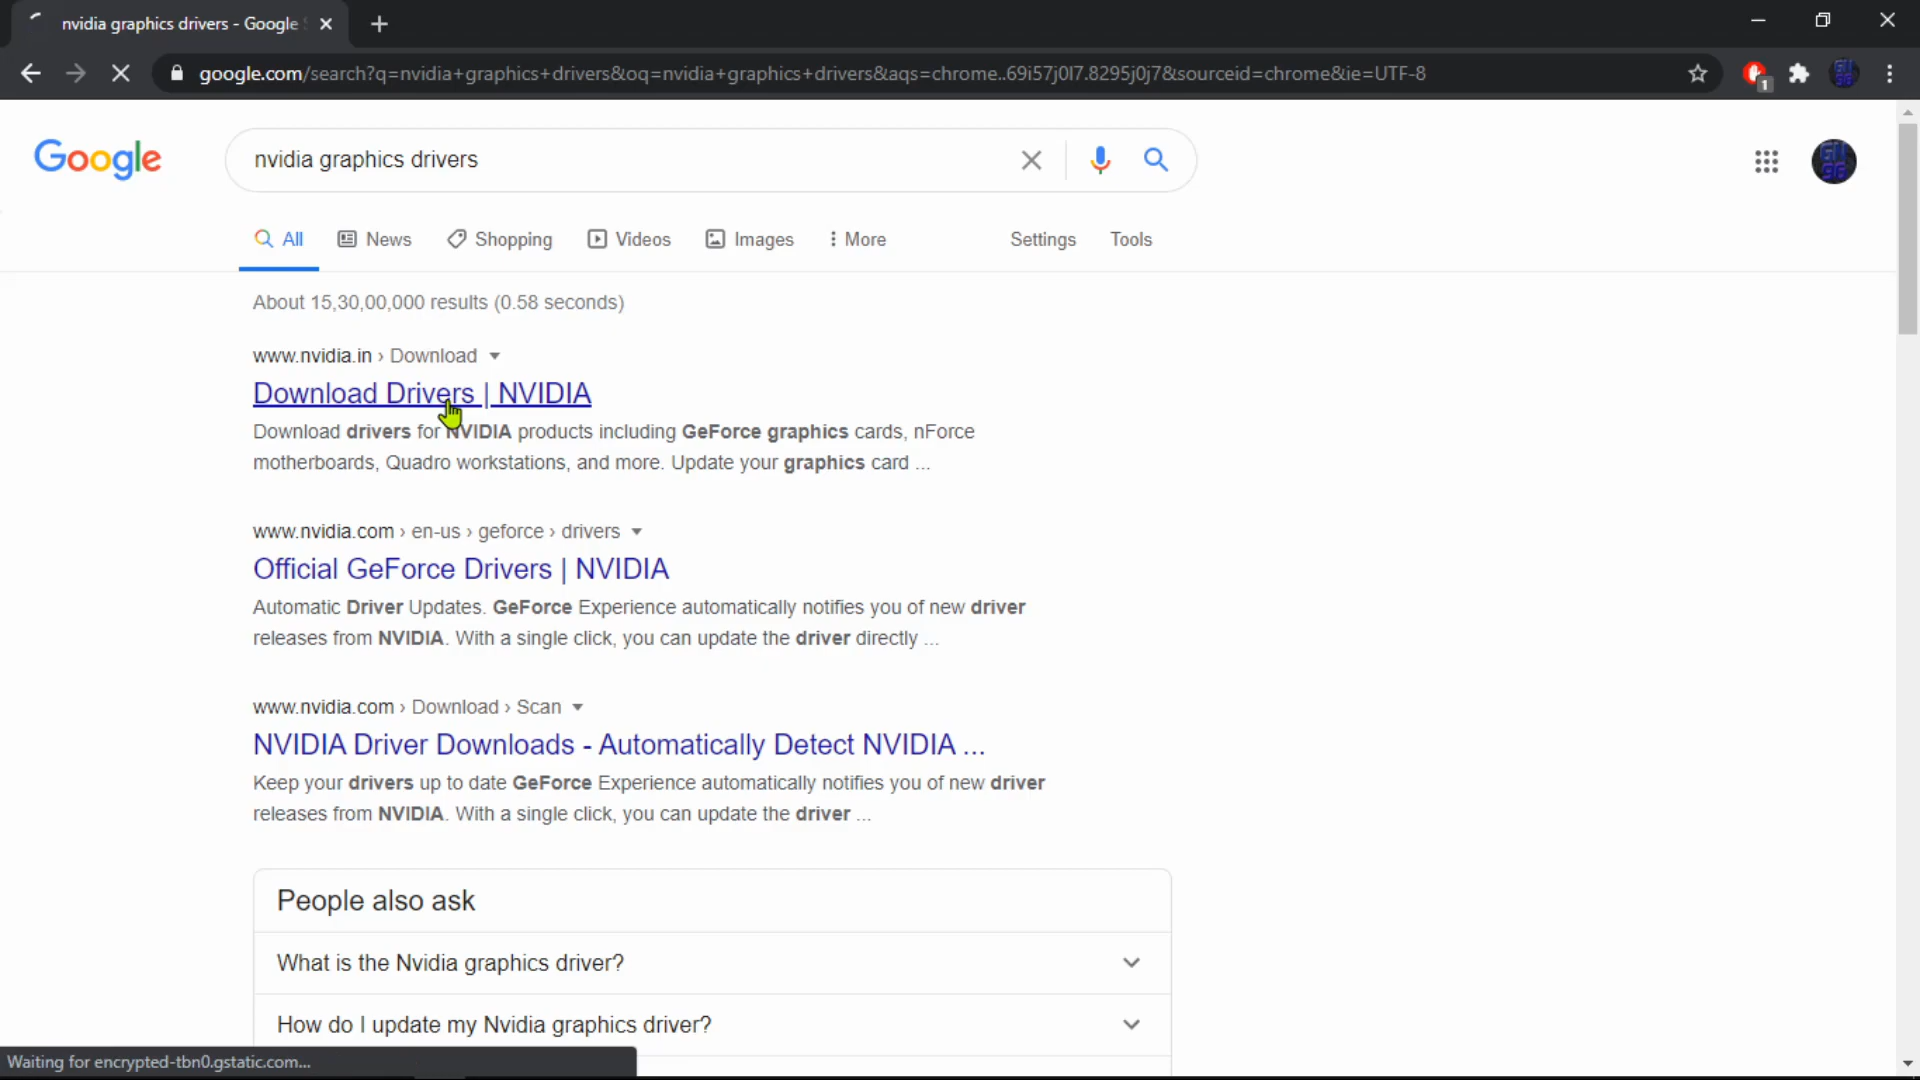 nvidia graphics drivers - Google
google.com/search?q=nvidia+graphics+drivers&oq=nvidia+graphics+drivers&aqs=chrome..69i57j0l7.8295j0j7&sourceid=chrome&ie=UTF-8
1
Google
nvidia graphics drivers
All News Shopping Videos Images More Settings Tools
About 15,30,00,000 results (0.58 seconds)
www.nvidia.in › Download
Download Drivers | NVIDIA
Download drivers for NVIDIA products including GeForce graphics cards, nForce
motherboards, Quadro workstations, and more. Update your graphics card ...
www.nvidia.com › en-us › geforce › drivers
Official GeForce Drivers | NVIDIA
Automatic Driver Updates. GeForce Experience automatically notifies you of new driver
releases from NVIDIA. With a single click, you can update the driver directly ...
www.nvidia.com › Download › Scan
NVIDIA Driver Downloads - Automatically Detect NVIDIA ...
Keep your drivers up to date GeForce Experience automatically notifies you of new driver
releases from NVIDIA. With a single click, you can update the driver ...
People also ask
What is the Nvidia graphics driver?
How do I update my Nvidia graphics driver?
Waiting for encrypted-tbn0.gstatic.com...